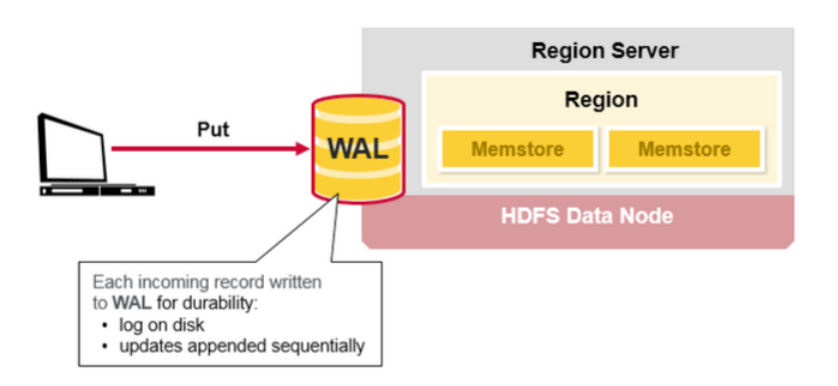 Region Server
Region
Put
WAL
Memstore
Memstore
HDFS Data Node
Each incoming record written
to WAL for durability:
• log on disk
• updates appended sequentially